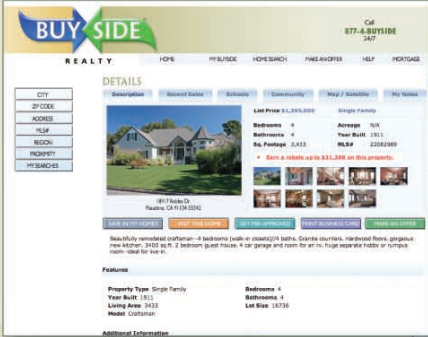 BUY SIDE
REALTY
Call
877-4-BUYSIDE
24/7
HOME MY BUYSIDE HOME SEARCH MAKE AN OFFER HELP MORTGAGE
DETAILS
Description Recent Sales Schools Community Map / Satellite My Notes
CITY
ZIP CODE
ADDRESS
MLS#
REGION
PROXIMITY
MY SEARCHES
List Price $1,295,000 Single Family
Bedrooms 4 Acreage N/A
Bathrooms 4 Year Built 1911
Sq. Footage 3,433 MLS# 22082989
Earn a rebate up to on this property.
SAVE IN MY HOMES VISIT THIS HOME GET PRE-APPROVED PRINT BUSINESS CARD MAKE AN OFFER
Beautifully remodeled craftsman--4 bedrooms (walk-in closets)/4 baths. Granite counters. Hardwood floors, gorgeous
new kitchen. 3400 sq.ft. 2 bedroom guest house, 4 car garage and room for an rv. huge separate hobby or rumpus
room- ideal for live-in.
Features
Property Type Single Family Bedrooms 4
Year Built 1911 Bathrooms 4
Living Area 3433 Lot Size 16736
Model Craftsman
Additional Information